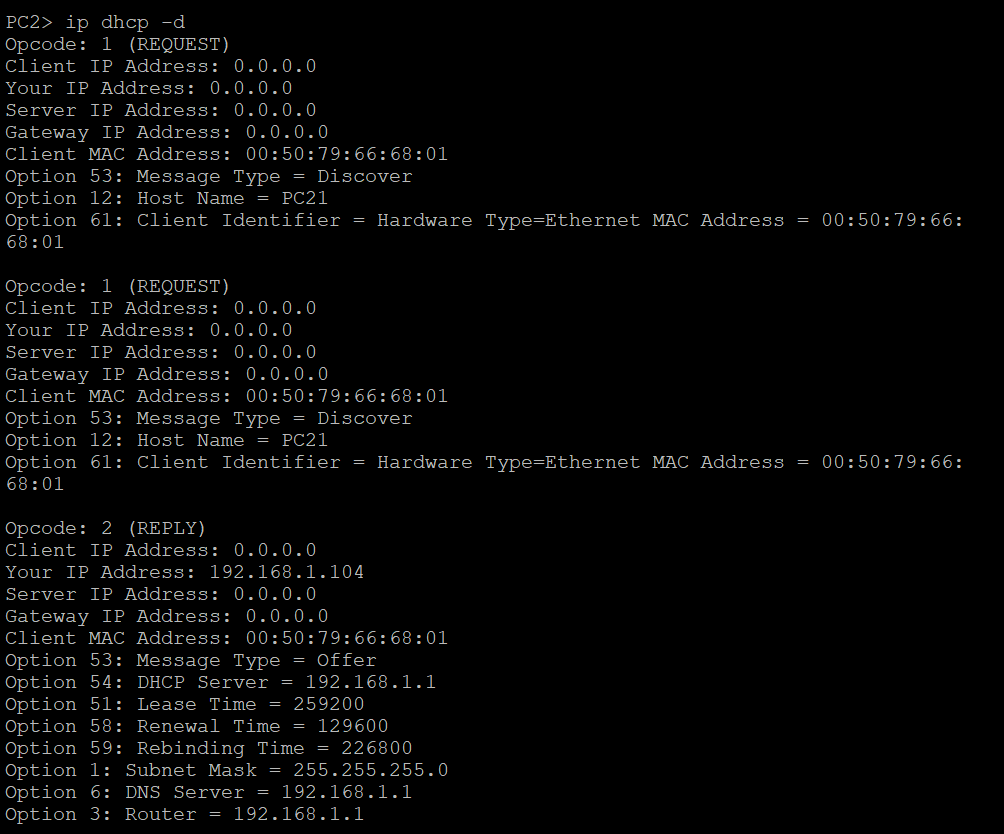 PC2> ip dhcp -d
Opcode: 1 (REQUEST)
Client IP Address: 0.0.0.0
Your IP Address: 0.0.0.0
Server IP Address: 0.0.0.0
Gateway IP Address: 0.0.0.0
Client MAC Address: 00:50:79:66:68:01
Option 53: Message Type = Discover
Option 12: Host Name = PC21
Option 61: Client Identifier = Hardware Type=Ethernet MAC Address = 00:50:79:66:
68:01

Opcode: 1 (REQUEST)
Client IP Address: 0.0.0.0
Your IP Address: 0.0.0.0
Server IP Address: 0.0.0.0
Gateway IP Address: 0.0.0.0
Client MAC Address: 00:50:79:66:68:01
Option 53: Message Type = Discover
Option 12: Host Name = PC21
Option 61: Client Identifier = Hardware Type=Ethernet MAC Address = 00:50:79:66:
68:01

Opcode: 2 (REPLY)
Client IP Address: 0.0.0.0
Your IP Address: 192.168.1.104
Server IP Address: 0.0.0.0
Gateway IP Address: 0.0.0.0
Client MAC Address: 00:50:79:66:68:01
Option 53: Message Type = Offer
Option 54: DHCP Server = 192.168.1.1
Option 51: Lease Time = 259200
Option 58: Renewal Time = 129600
Option 59: Rebinding Time = 226800
Option 1: Subnet Mask = 255.255.255.0
Option 6: DNS Server = 192.168.1.1
Option 3: Router = 192.168.1.1